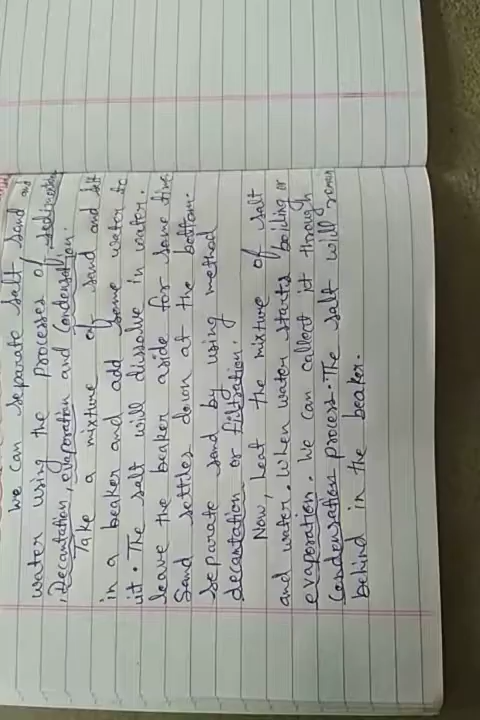 We can separate salt, sand and
water using the processes of sedimentation
, Decantation, evaporation and Condensation.
Take a mixture of sand and salt
in a beaker and add some water to
it. The salt will dissolve in water.
leave the beaker aside for some time
Sand settles down at the bottom.
separate sand by using method
decantation or filtration.
Now, heat the mixture of salt
and water. When water starts boiling or
evaporation. We can collect it through
Condensation process. The salt will remain
behind in the beaker.